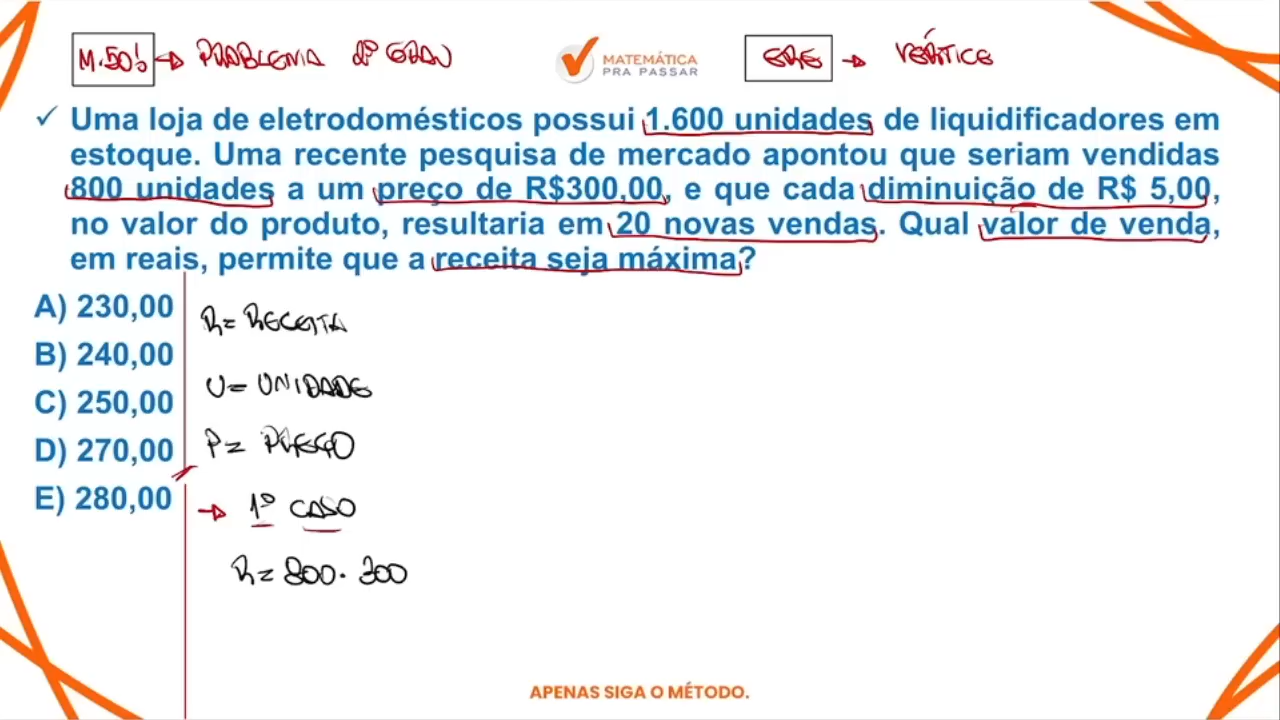 M.50% → PROBLEMA 2º GRAU
MATEMÁTICA
PRA PASSAR
→ VÉRTICE
✓ Uma loja de eletrodomésticos possui 1.600 unidades de liquidificadores em
estoque. Uma recente pesquisa de mercado apontou que seriam vendidas
800 unidades a um preço de R$300,00, e que cada diminuição de R$ 5,00,
no valor do produto, resultaria em 20 novas vendas. Qual valor de venda,
em reais, permite que a receita seja máxima?
A) 230,00
B) 240,00
C) 250,00
D) 270,00
E) 280,00
R= RECEITA
U= UNIDADE
P= PREÇO
→ 1º CASO
R= 800. 300
APENAS SIGA O MÉTODO.